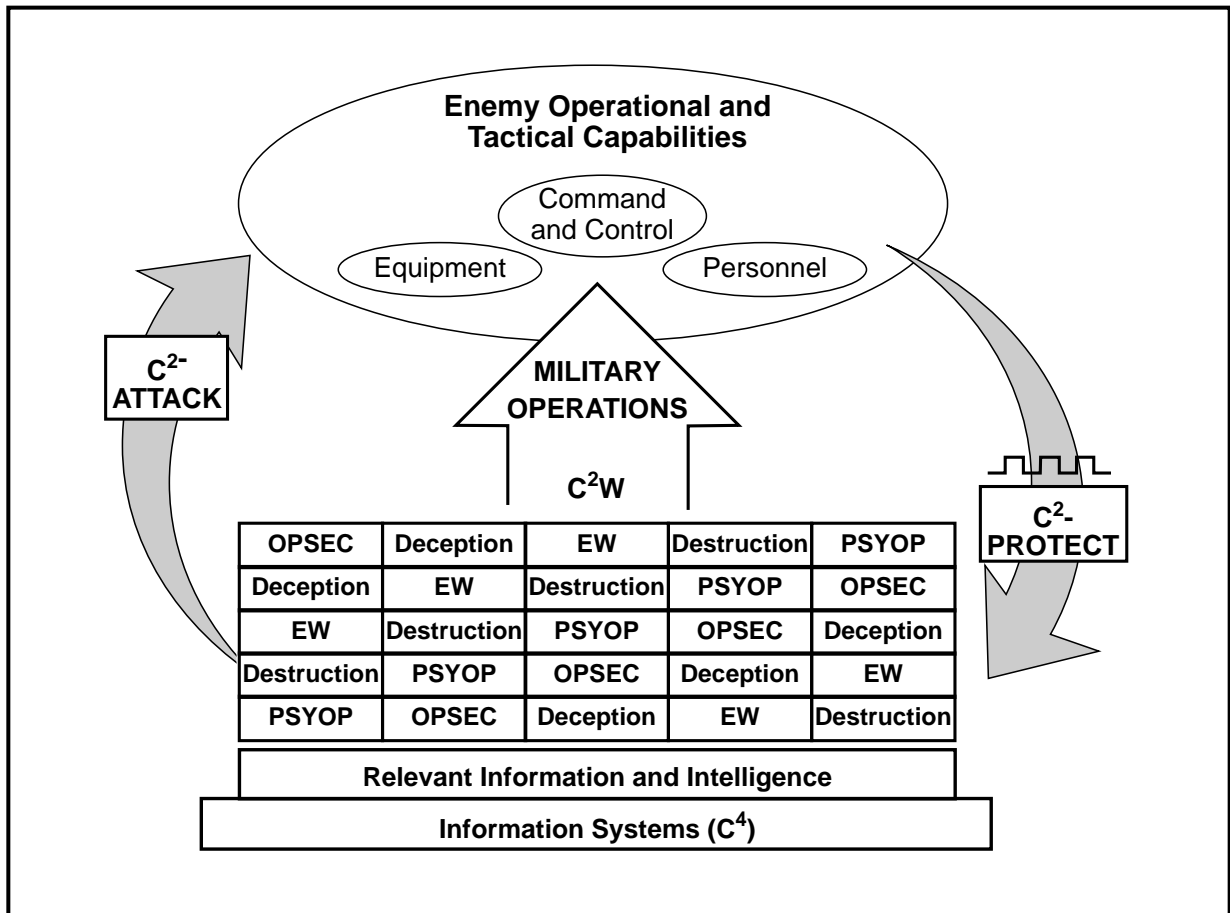 Enemy Operational and
Tactical Capabilities
Command
and Control
Equipment
Personnel
C²-
ATTACK
MILITARY
OPERATIONS
C²W
C²-
PROTECT
OPSEC Deception EW Destruction PSYOP
Deception EW Destruction PSYOP OPSEC
EW Destruction PSYOP OPSEC Deception
Destruction PSYOP OPSEC Deception EW
PSYOP OPSEC Deception EW Destruction
Relevant Information and Intelligence
Information Systems (C⁴)